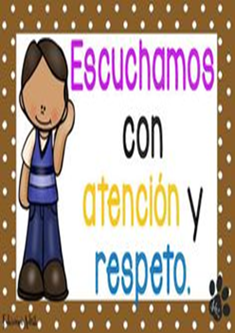 Escuchamos
con
atención y
respeto.